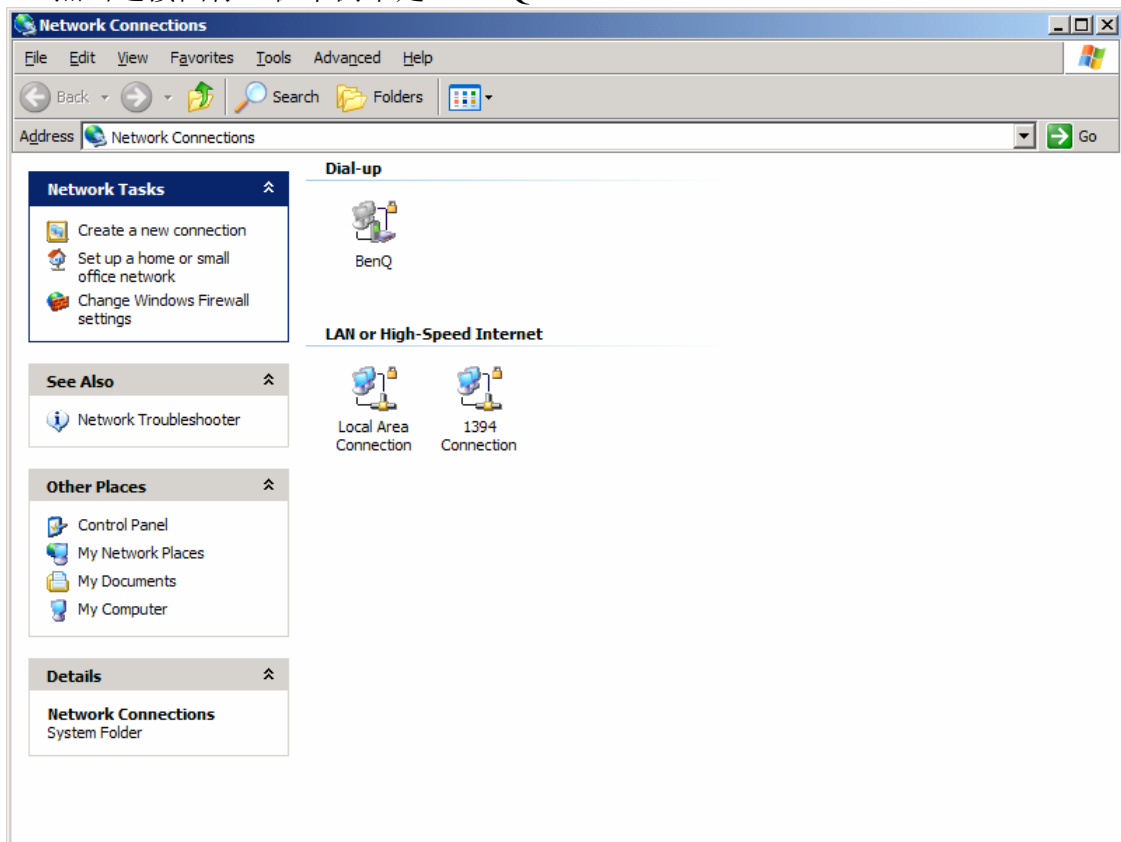 Network Connections
File Edit View Favorites Tools Advanced Help
Back Search Folders
Address Network Connections Go
Network Tasks
Create a new connection
Set up a home or small
office network
Change Windows Firewall
settings
See Also
Network Troubleshooter
Other Places
Control Panel
My Network Places
My Documents
My Computer
Details
Network Connections
System Folder
Dial-up
BenQ
LAN or High-Speed Internet
Local Area
Connection
1394
Connection